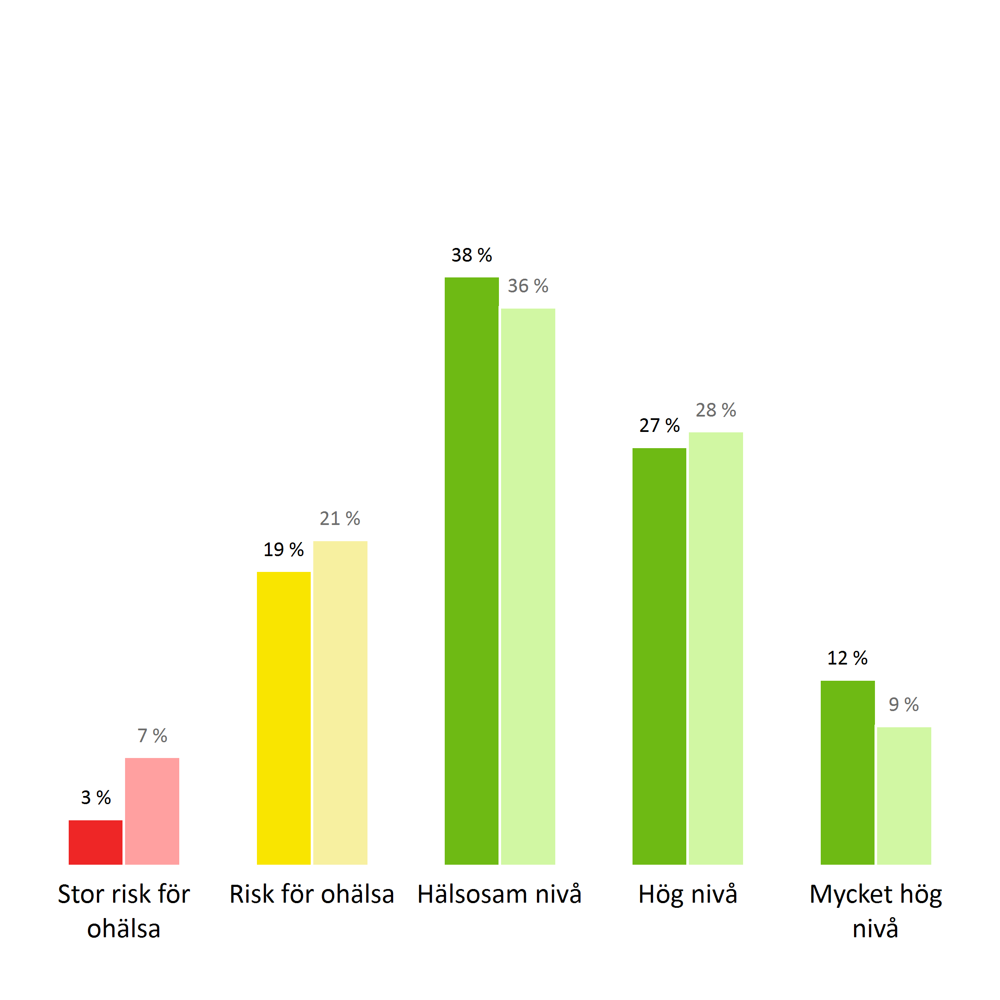 38 %
36 %
28 %
27 %
21 %
19 %
12 %
9 %
7 %
3 %
Stor risk för
ohälsa
Risk för ohälsa
Hälsosam nivå
Hög nivå
Mycket hög
nivå